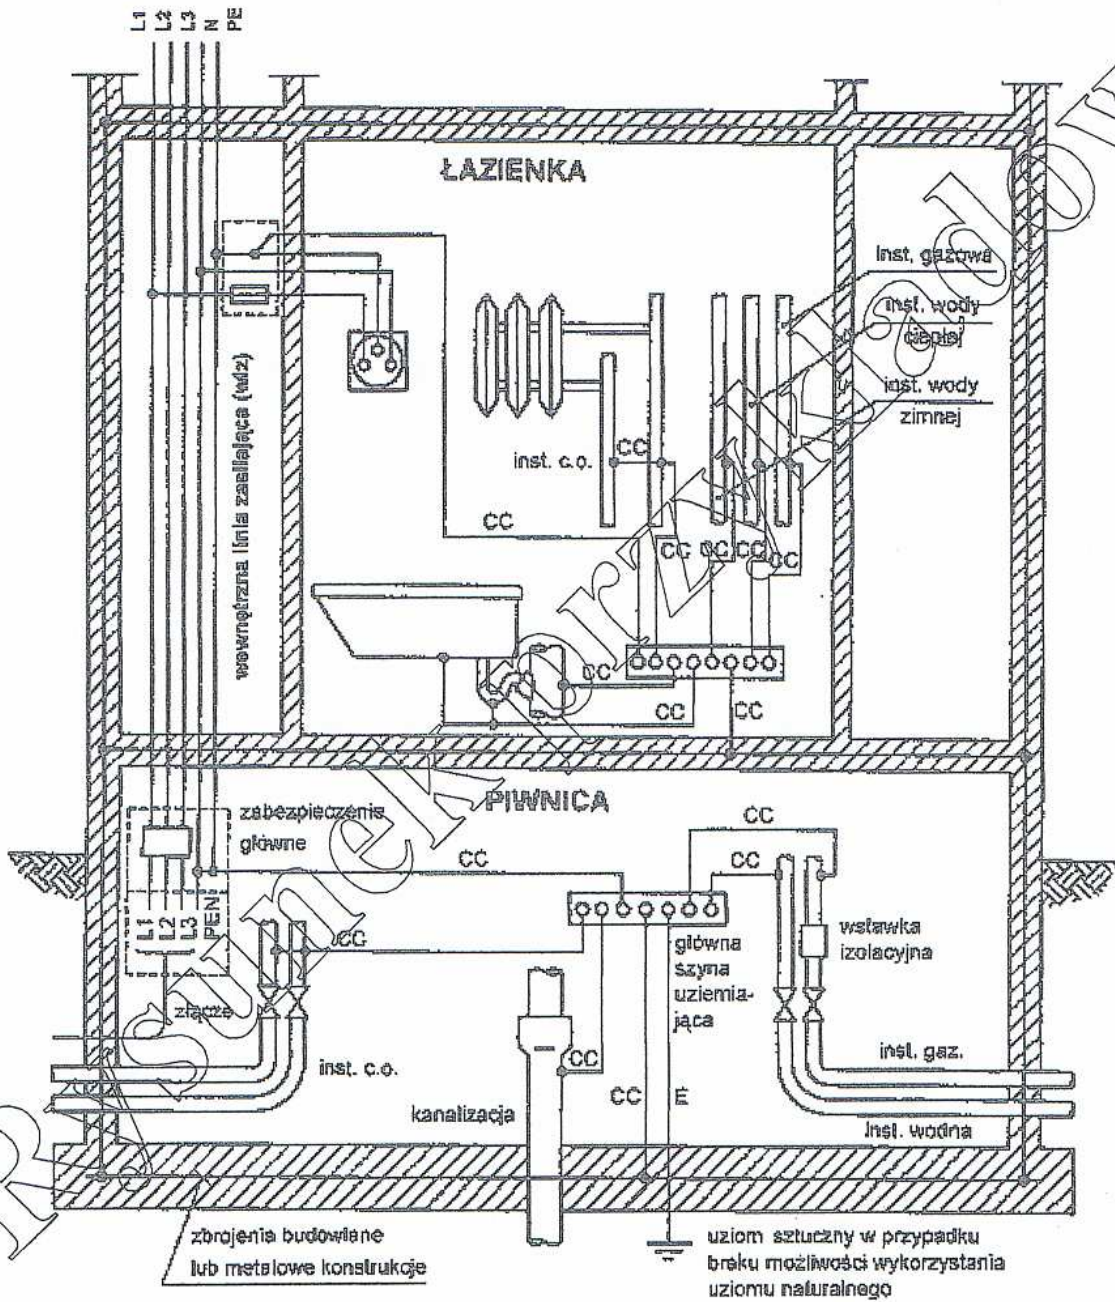 L1
L2
L3
N
PE
ŁAZIENKA
inst. gazowa
inst. wody
ciepłej
inst. wody
zimnej
wewnętrzna linia zasilająca (wlz)
inst. c.o.
CC
CC
CC
CC
CC
CC
CC
CC
CC
PIWNICA
zabezpieczenie
główne
CC
CC
CC
L1
L2
L3
PEN
CC
złącze
główna
szyna
uziemia-
jąca
wstawka
izolacyjna
inst. c.o.
CC
kanalizacja
CC
E
inst. gaz.
inst. wodna
zbrojenia budowlane
lub metalowe konstrukcje
uziom sztuczny w przypadku
braku możliwości wykorzystania
uziomu naturalnego